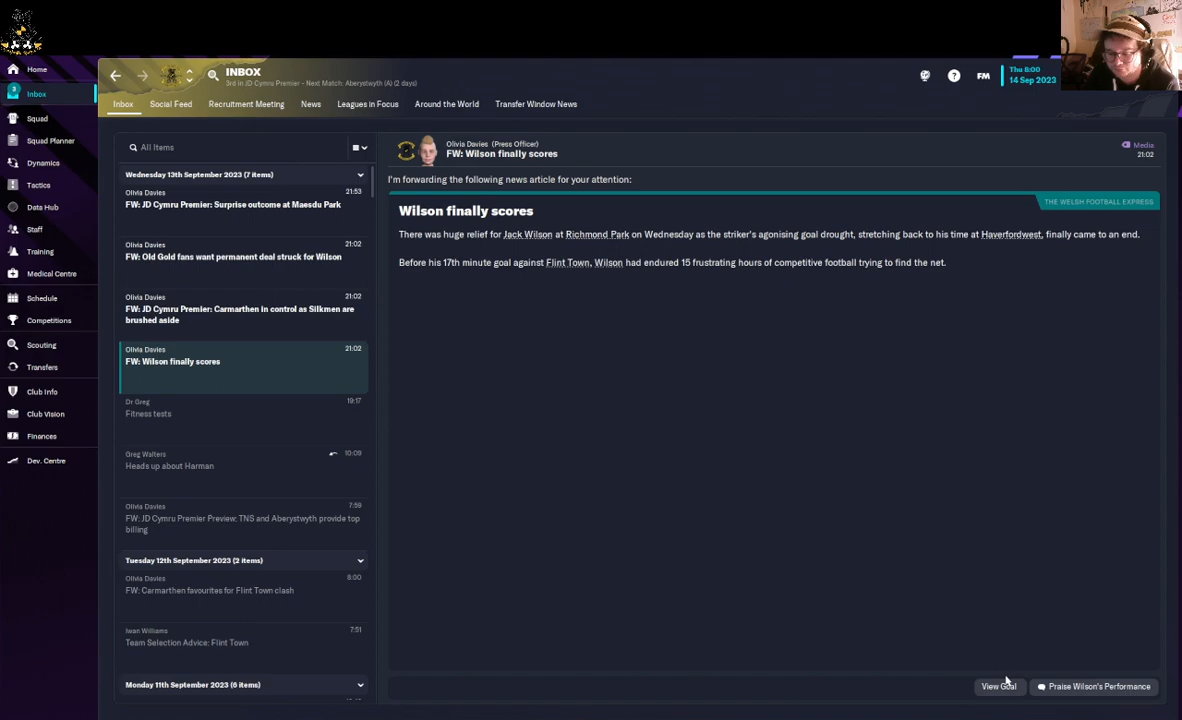 Home
Inbox
3
Squad
Squad Planner
Dynamics
Tactics
Data Hub
Staff
Training
Medical Centre
Schedule
Competitions
Scouting
Transfers
Club Info
Club Vision
Finances
Dev. Centre
INBOX
3rd in JD Cymru Premier - Next Match: Aberystwyth (A) (2 days)
FM
Thu 8:00
14 Sep 2023
Inbox
Social Feed
Recruitment Meeting
News
Leagues in Focus
Around the World
Transfer Window News
All Items
Wednesday 13th September 2023 (7 items)
Olivia Davies 21:53
FW: JD Cymru Premier: Surprise outcome at Maesdu Park
Olivia Davies 21:02
FW: Old Gold fans want permanent deal struck for Wilson
Olivia Davies 21:02
FW: JD Cymru Premier: Carmarthen in control as Silkmen are
brushed aside
Olivia Davies 21:02
FW: Wilson finally scores
Dr Greg 19:17
Fitness tests
Greg Walters 10:09
Heads up about Harman
Olivia Davies 7:59
FW: JD Cymru Premier Preview: TNS and Aberystwyth provide top
billing
Tuesday 12th September 2023 (2 items)
Olivia Davies 8:00
FW: Carmarthen favourites for Flint Town clash
Iwan Williams 7:51
Team Selection Advice: Flint Town
Monday 11th September 2023 (6 items)
Olivia Davies (Press Officer)
FW: Wilson finally scores
Media
21:02
I'm forwarding the following news article for your attention:
THE WELSH FOOTBALL EXPRESS
Wilson finally scores
There was huge relief for Jack Wilson at Richmond Park on Wednesday as the striker's agonising goal drought, stretching back to his time at Haverfordwest, finally came to an end.
Before his 17th minute goal against Flint Town, Wilson had endured 15 frustrating hours of competitive football trying to find the net.
View Goal
Praise Wilson's Performance